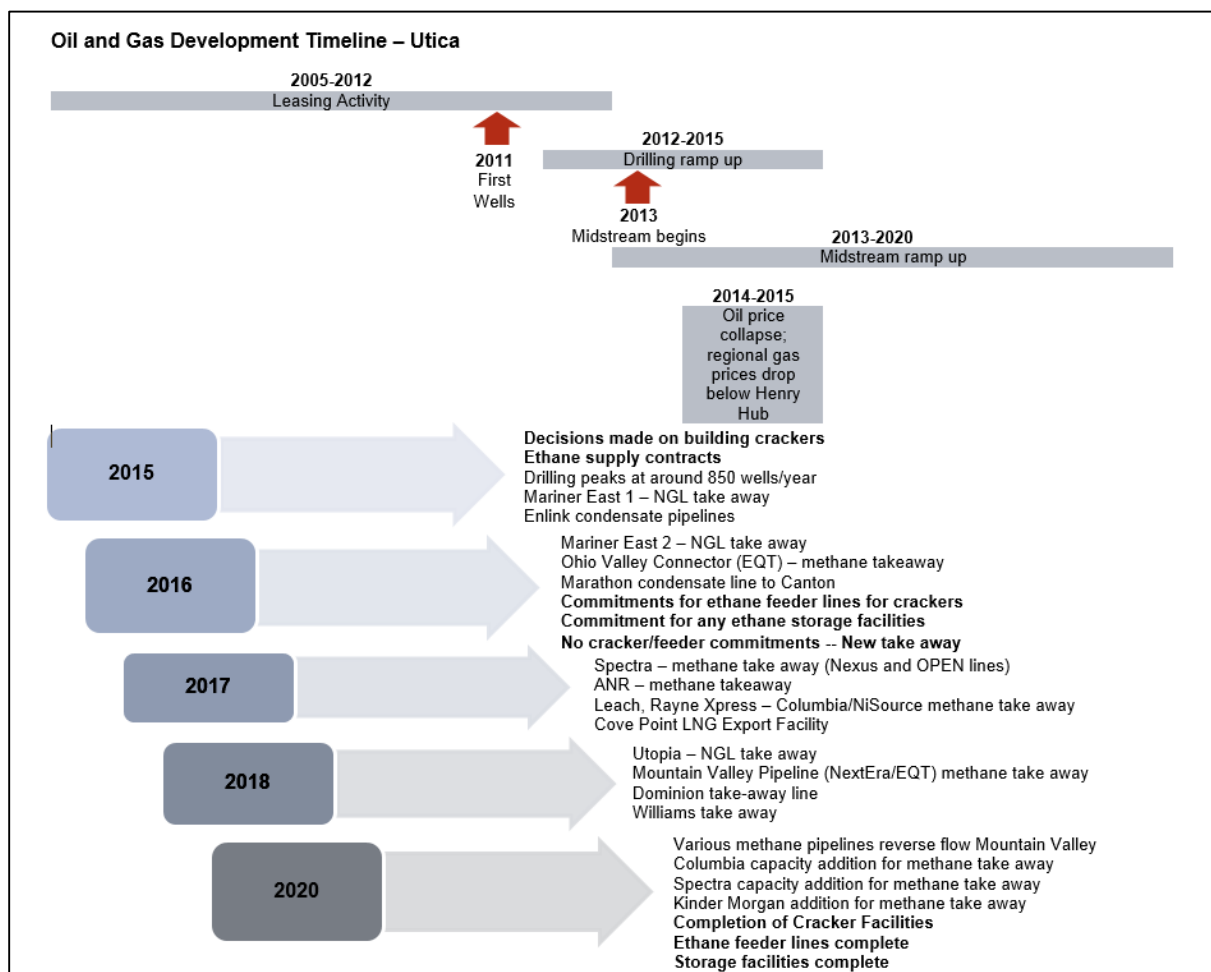 Oil and Gas Development Timeline – Utica
2005-2012
Leasing Activity
2011
First
Wells
2012-2015
Drilling ramp up
2013
Midstream begins
2013-2020
Midstream ramp up
2014-2015
Oil price
collapse;
regional gas
prices drop
below Henry
Hub
2015
Decisions made on building crackers
Ethane supply contracts
Drilling peaks at around 850 wells/year
Mariner East 1 – NGL take away
Enlink condensate pipelines
2016
Mariner East 2 – NGL take away
Ohio Valley Connector (EQT) – methane takeaway
Marathon condensate line to Canton
Commitments for ethane feeder lines for crackers
Commitment for any ethane storage facilities
No cracker/feeder commitments -- New take away
2017
Spectra – methane take away (Nexus and OPEN lines)
ANR – methane takeaway
Leach, Rayne Xpress – Columbia/NiSource methane take away
Cove Point LNG Export Facility
2018
Utopia – NGL take away
Mountain Valley Pipeline (NextEra/EQT) methane take away
Dominion take-away line
Williams take away
2020
Various methane pipelines reverse flow Mountain Valley
Columbia capacity addition for methane take away
Spectra capacity addition for methane take away
Kinder Morgan addition for methane take away
Completion of Cracker Facilities
Ethane feeder lines complete
Storage facilities complete